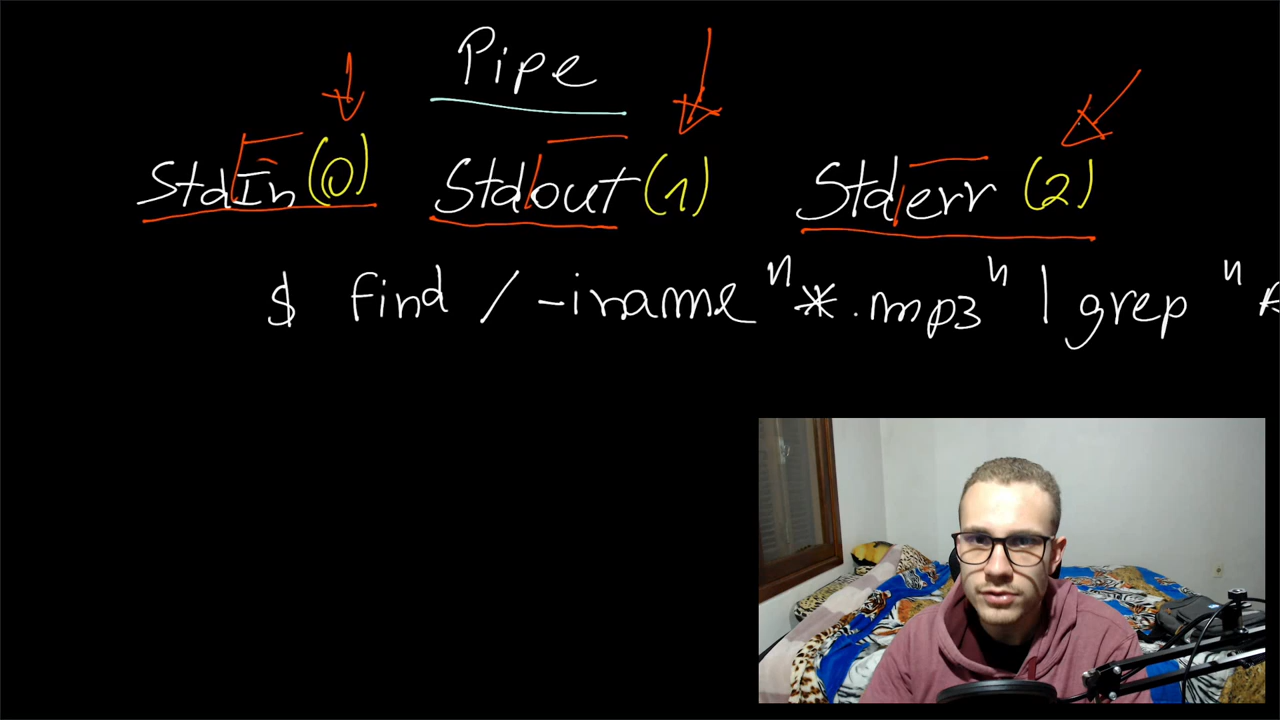 Pipe
StdIn (0) Stdout (1) Stderr (2)
$ find / -iname "*.mp3" | grep "